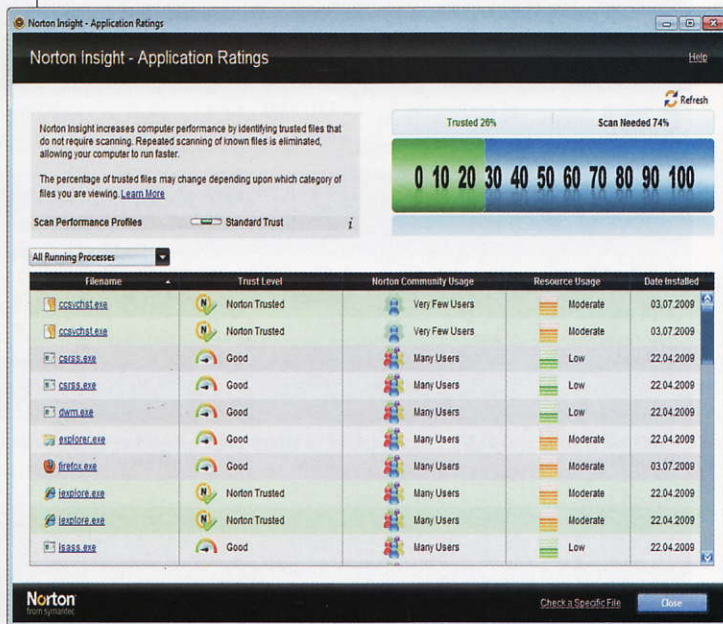 Norton Insight - Application Ratings
Norton Insight - Application Ratings
Help
Refresh
Norton Insight increases computer performance by identifying trusted files that
do not require scanning. Repeated scanning of known files is eliminated,
allowing your computer to run faster.
The percentage of trusted files may change depending upon which category of
files you are viewing. Learn More
Scan Performance Profiles Standard Trust i
Trusted 26% Scan Needed 74%
0 10 20 30 40 50 60 70 80 90 100
All Running Processes
Filename Trust Level Norton Community Usage Resource Usage Date Installed
ccsvchst.exe Norton Trusted Very Few Users Moderate 03.07.2009
ccsvchst.exe Norton Trusted Very Few Users Moderate 03.07.2009
csrss.exe Good Many Users Low 22.04.2009
csrss.exe Good Many Users Low 22.04.2009
dwm.exe Good Many Users Low 22.04.2009
explorer.exe Good Many Users Moderate 22.04.2009
firefox.exe Good Many Users Moderate 03.07.2009
iexplore.exe Norton Trusted Many Users Moderate 22.04.2009
iexplore.exe Norton Trusted Many Users Moderate 22.04.2009
lsass.exe Good Many Users Low 22.04.2009
Norton
from symantec
Check a Specific File Close